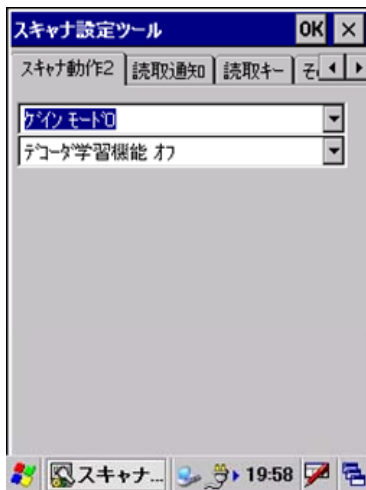 スキャナ設定ツール OK ×
スキャナ動作2 読取通知 読取キー そ
ｹﾞｲﾝ ﾓｰﾄﾞ0
ﾃﾞｺｰﾀﾞ学習機能 ｵﾌ
スキャナ... 19:58